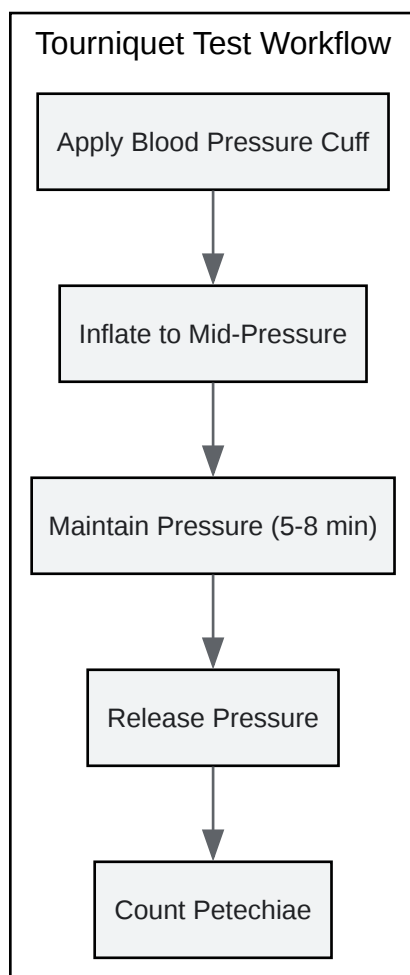 Tourniquet Test Workflow
Apply Blood Pressure Cuff
Inflate to Mid-Pressure
Maintain Pressure (5-8 min)
Release Pressure
Count Petechiae